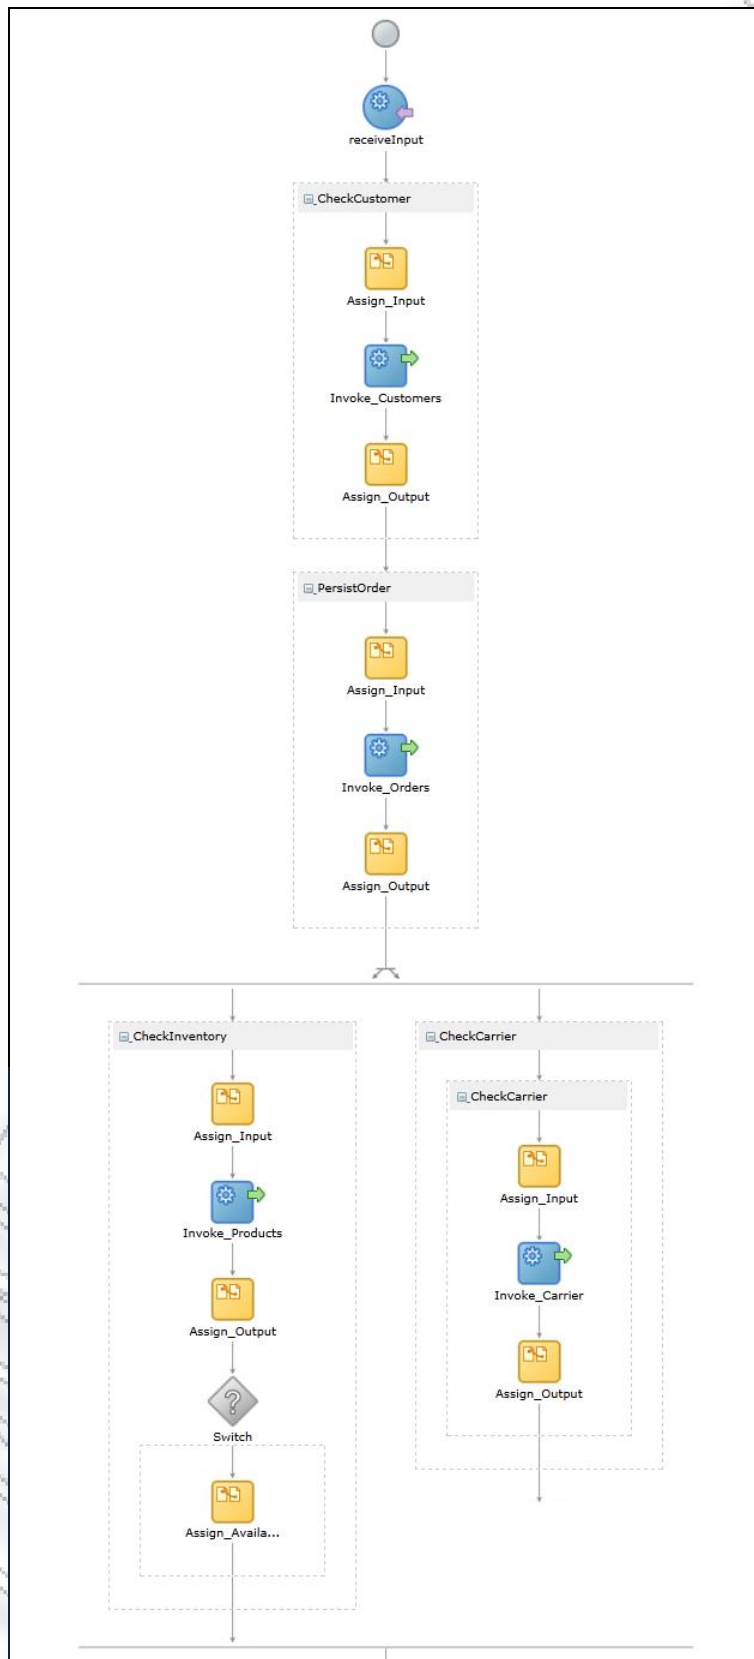 receiveInput
CheckCustomer
Assign_Input
Invoke_Customers
Assign_Output
PersistOrder
Assign_Input
Invoke_Orders
Assign_Output
CheckInventory
Assign_Input
Invoke_Products
Assign_Output
?
Switch
Assign_Availa...
CheckCarrier
CheckCarrier
Assign_Input
Invoke_Carrier
Assign_Output